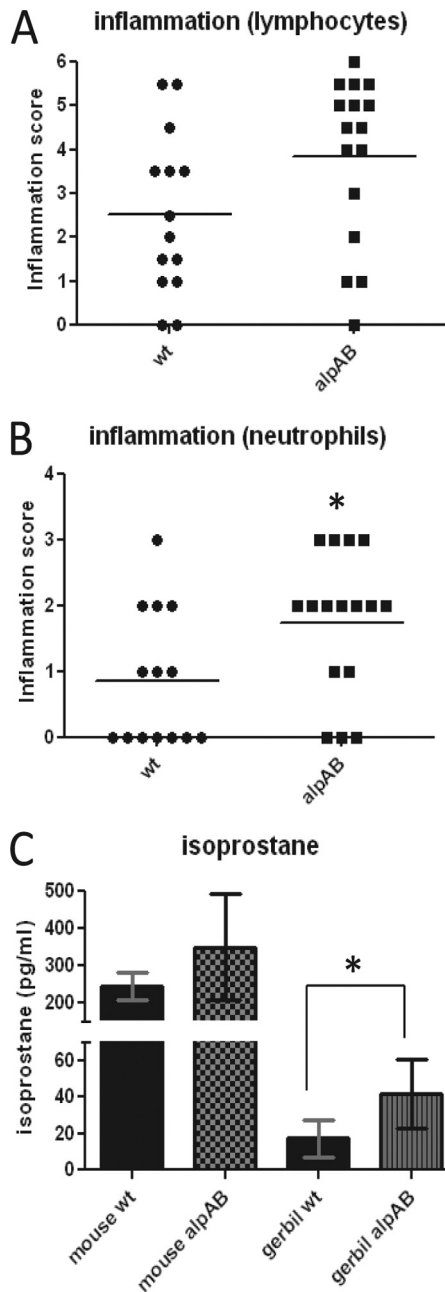 A
inflammation (lymphocytes)
Inflammation score
6
5
4
3
2
1
0
wt
alpAB
B
inflammation (neutrophils)
Inflammation score
4
3
2
1
0
*
wt
alpAB
C
isoprostane
isoprostane (pg/ml)
500
400
300
200
60
40
20
0
*
mouse wt
mouse alpAB
gerbil wt
gerbil alpAB